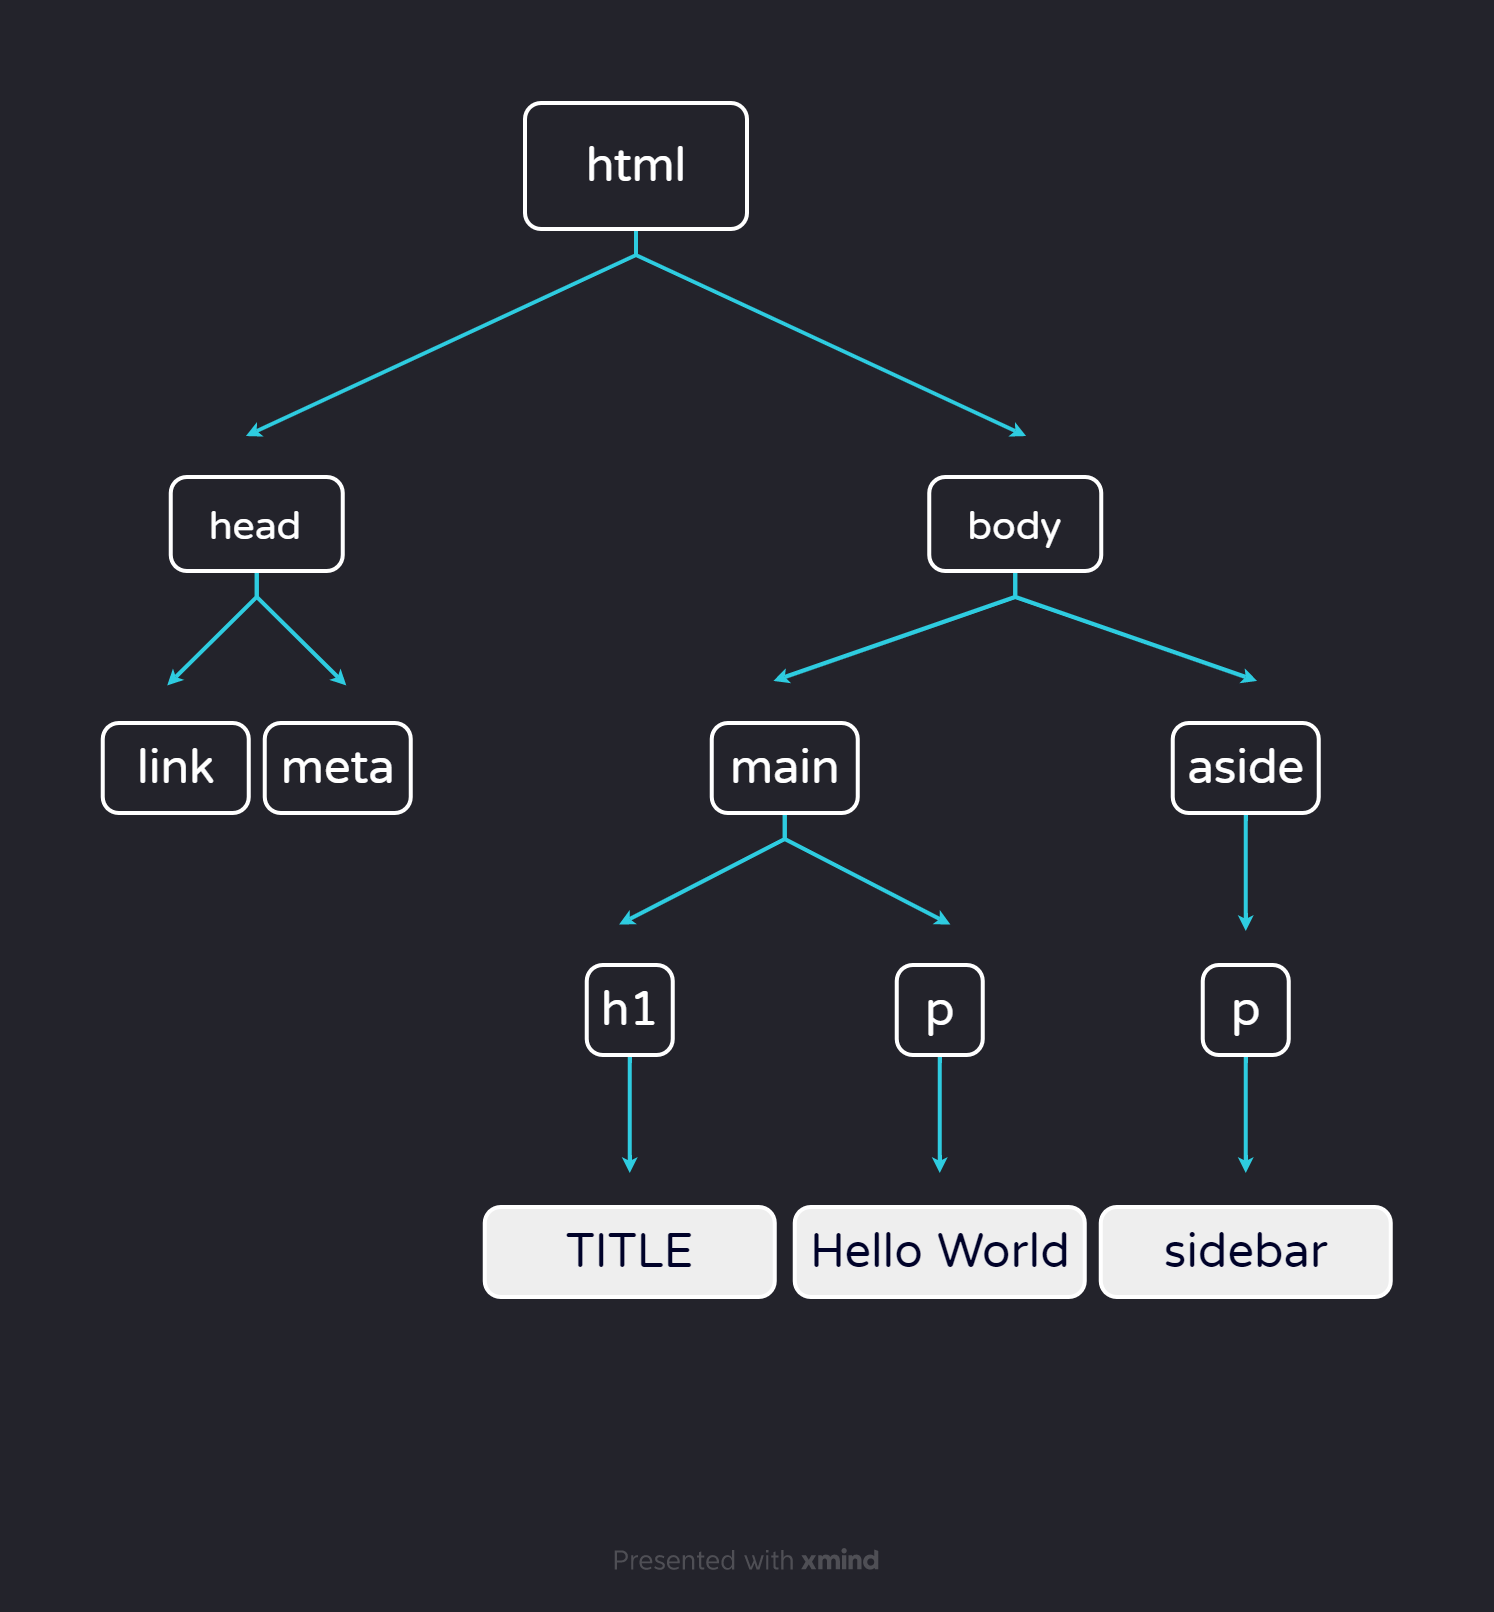 html
head
body
link
meta
main
aside
h1
p
p
TITLE
Hello World
sidebar
Presented with xmind